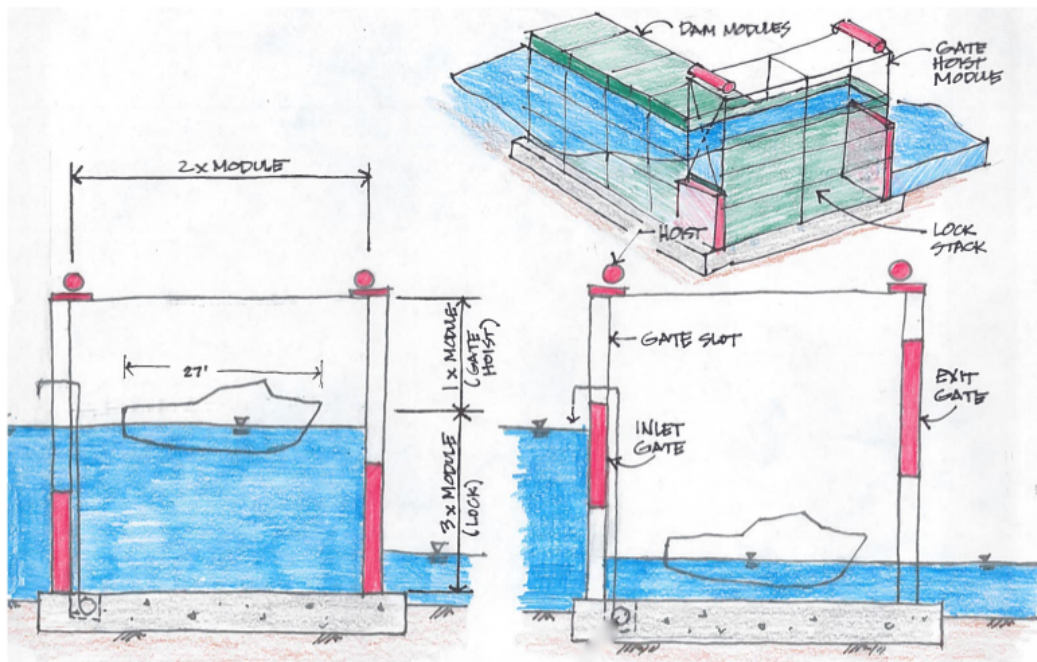 DAM MODULES
GATE
HOIST
MODULE
2 x MODULE
HOIST
LOCK
STACK
27'
1 x MODULE
(GATE
HOIST)
3 x MODULE
(LOCK)
GATE SLOT
INLET
GATE
EXIT
GATE